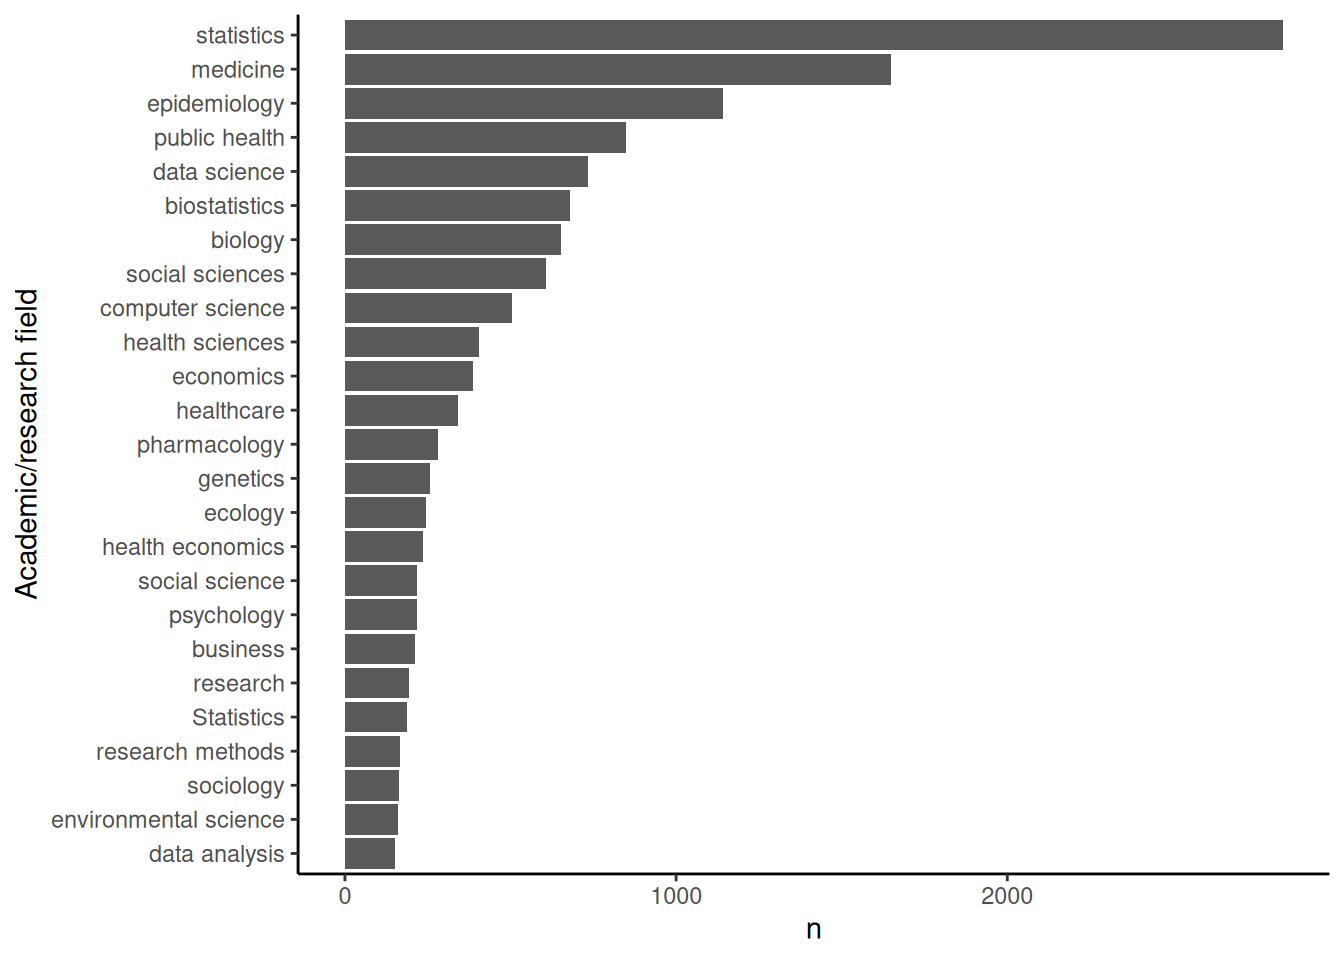 Academic/research field
statistics
medicine
epidemiology
public health
data science
biostatistics
biology
social sciences
computer science
health sciences
economics
healthcare
pharmacology
genetics
ecology
health economics
social science
psychology
business
research
Statistics
research methods
sociology
environmental science
data analysis
0 1000 2000
n